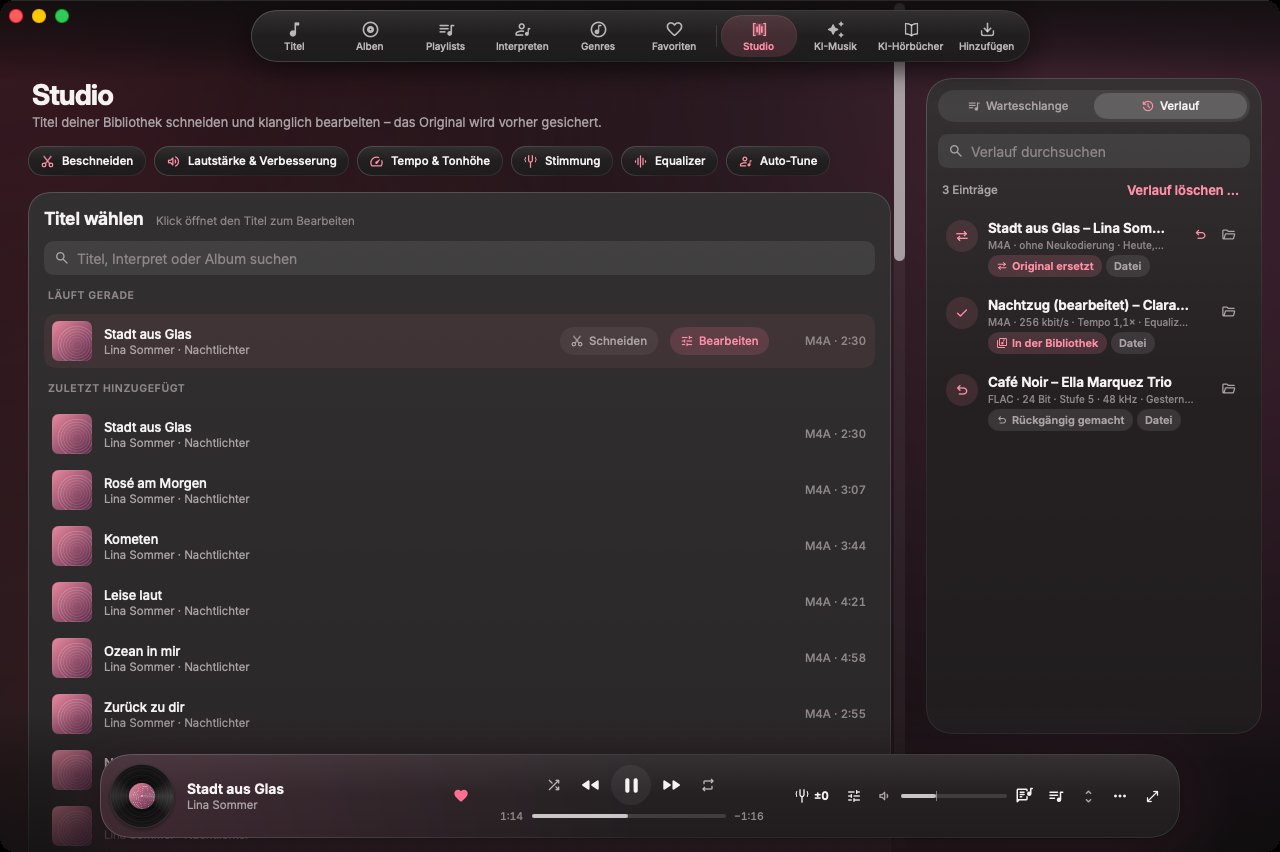 Titel
Alben
Playlists
Interpreten
Genres
Favoriten
Studio
KI-Musik
KI-Hörbücher
Hinzufügen
Studio
Titel deiner Bibliothek schneiden und klanglich bearbeiten – das Original wird vorher gesichert.
Beschneiden
Lautstärke & Verbesserung
Tempo & Tonhöhe
Stimmung
Equalizer
Auto-Tune
Titel wählen Klick öffnet den Titel zum Bearbeiten
Titel, Interpret oder Album suchen
LÄUFT GERADE
Stadt aus Glas
Lina Sommer · Nachtlichter
Schneiden
Bearbeiten
M4A · 2:30
ZULETZT HINZUGEFÜGT
Stadt aus Glas
Lina Sommer · Nachtlichter
M4A · 2:30
Rosé am Morgen
Lina Sommer · Nachtlichter
M4A · 3:07
Kometen
Lina Sommer · Nachtlichter
M4A · 3:44
Leise laut
Lina Sommer · Nachtlichter
M4A · 4:21
Ozean in mir
Lina Sommer · Nachtlichter
M4A · 4:58
Zurück zu dir
Lina Sommer · Nachtlichter
M4A · 2:55
Warteschlange
Verlauf
Verlauf durchsuchen
3 Einträge
Verlauf löschen ...
Stadt aus Glas – Lina Som...
M4A · ohne Neukodierung · Heute,...
Original ersetzt
Datei
Nachtzug (bearbeitet) – Clara...
M4A · 256 kbit/s · Tempo 1,1× · Equaliz...
In der Bibliothek
Datei
Café Noir – Ella Marquez Trio
FLAC · 24 Bit · Stufe 5 · 48 kHz · Gestern...
Rückgängig gemacht
Datei
Stadt aus Glas
Lina Sommer
1:14
−1:16
±0